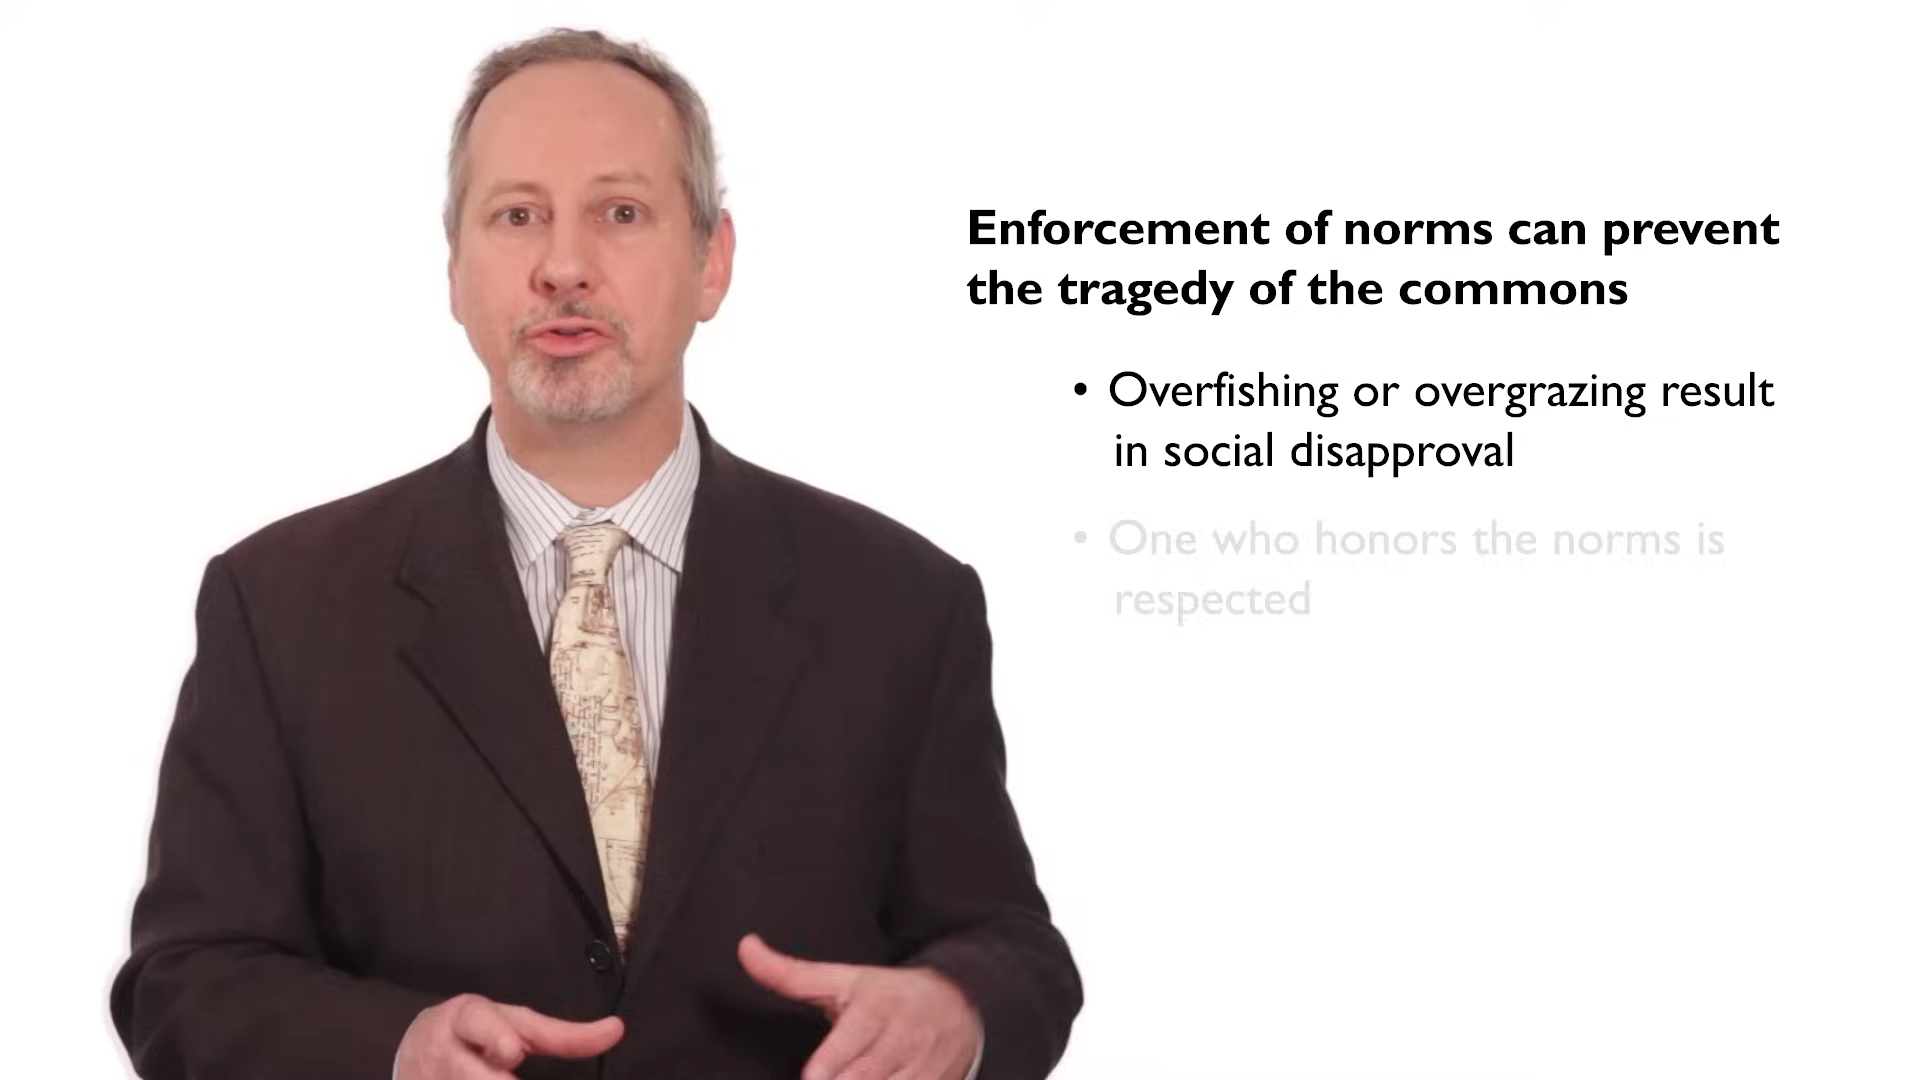 Enforcement of norms can prevent
the tragedy of the commons
• Overfishing or overgrazing result
in social disapproval
• One who honors the norms is
respected